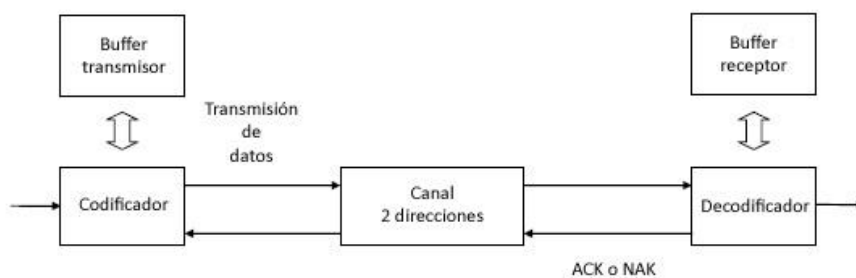 Buffer
transmisor
Buffer
receptor
Transmisión
de
datos
Codificador
Canal
2 direcciones
Decodificador
ACK o NAK